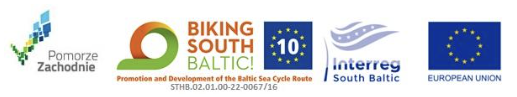 Pomorze
Zachodnie
BIKING
SOUTH
BALTIC!
10
Promotion and Development of the Baltic Sea Cycle Route
STHB.02.01.00-22-0067/16
Interreg
South Baltic
EUROPEAN UNION